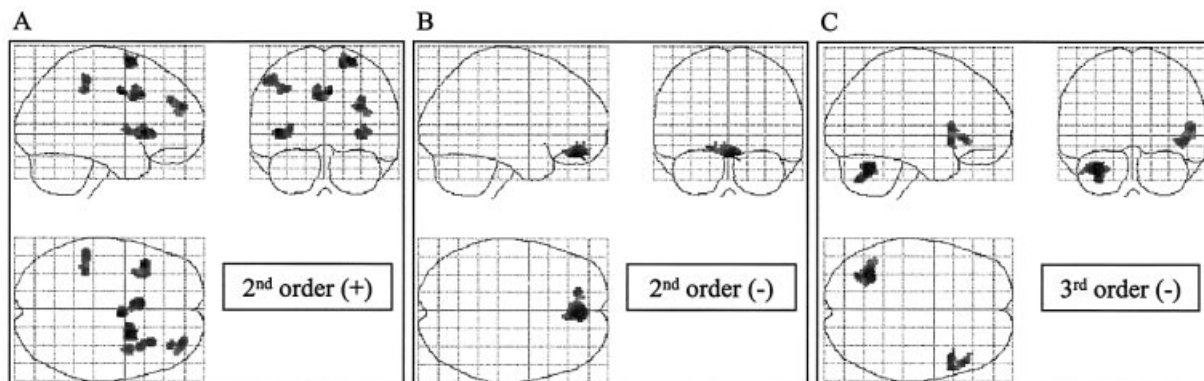 A
B
C
2nd order (+)
2nd order (-)
3rd order (-)